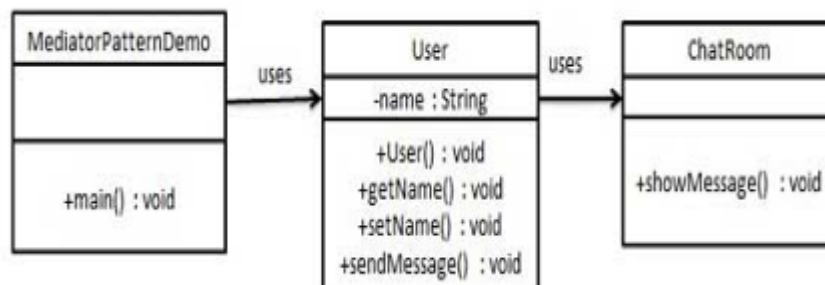 MediatorPatternDemo
+main() : void
uses
User
-name : String
+User() : void
+getName() : void
+setName() : void
+sendMessage() : void
uses
ChatRoom
+showMessage() : void